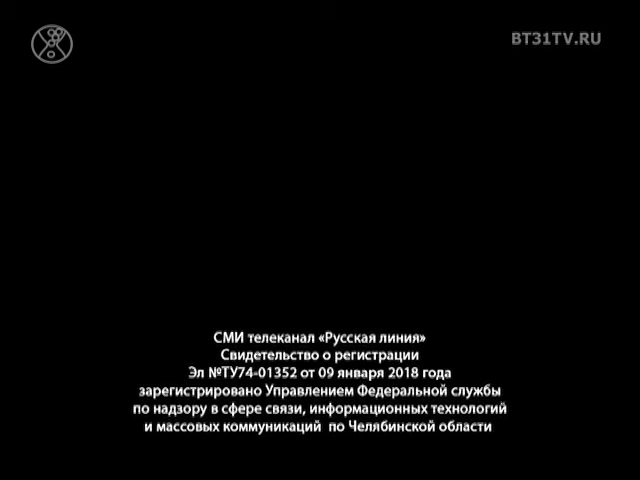 BT31TV.RU
СМИ телеканал «Русская линия»
Свидетельство о регистрации
Эл №ТУ74-01352 от 09 января 2018 года
зарегистрировано Управлением Федеральной службы
по надзору в сфере связи, информационных технологий
и массовых коммуникаций по Челябинской области